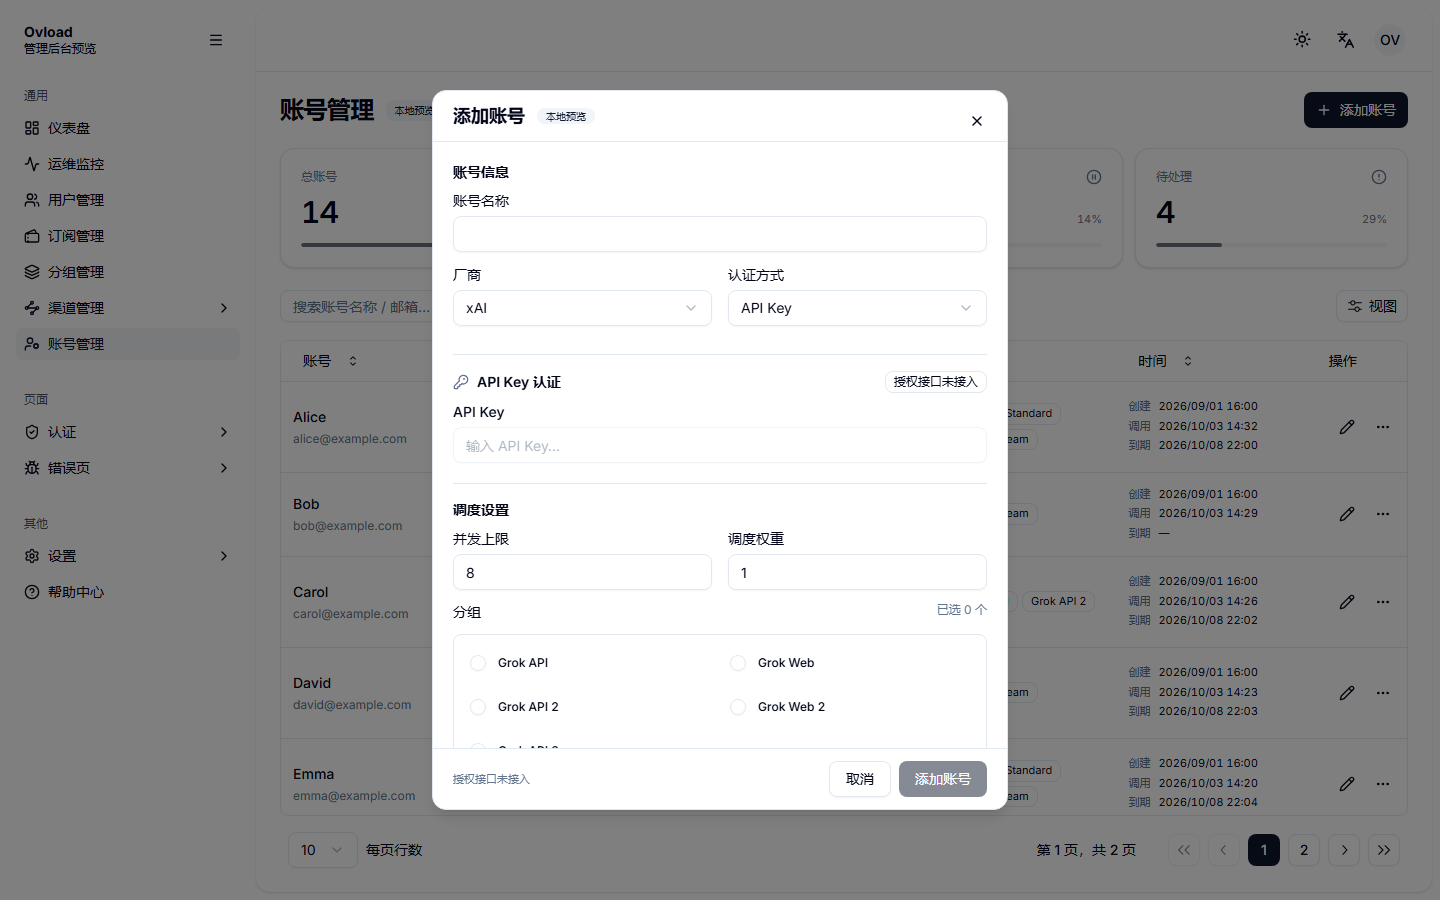 Ovload
管理后台预览
通用
仪表盘
运维监控
用户管理
订阅管理
分组管理
渠道管理
账号管理
页面
认证
错误页
其他
设置
帮助中心
OV
账号管理
本地预览
添加账号
总账号
14
14%
待处理
4
29%
搜索账号名称 / 邮箱...
视图
账号
时间
操作
Alice
alice@example.com
Standard
创建 2026/09/01 16:00
调用 2026/10/03 14:32
到期 2026/10/08 22:00
Bob
bob@example.com
创建 2026/09/01 16:00
调用 2026/10/03 14:29
到期 —
Carol
carol@example.com
Grok API 2
创建 2026/09/01 16:00
调用 2026/10/03 14:26
到期 2026/10/08 22:02
David
david@example.com
创建 2026/09/01 16:00
调用 2026/10/03 14:23
到期 2026/10/08 22:03
Emma
emma@example.com
Standard
创建 2026/09/01 16:00
调用 2026/10/03 14:20
到期 2026/10/08 22:04
10
每页行数
第 1 页，共 2 页
1
2
添加账号
本地预览
账号信息
账号名称
厂商
认证方式
xAI
API Key
API Key 认证
授权接口未接入
API Key
输入 API Key...
调度设置
并发上限
调度权重
8
1
分组
已选 0 个
Grok API
Grok Web
Grok API 2
Grok Web 2
授权接口未接入
取消
添加账号